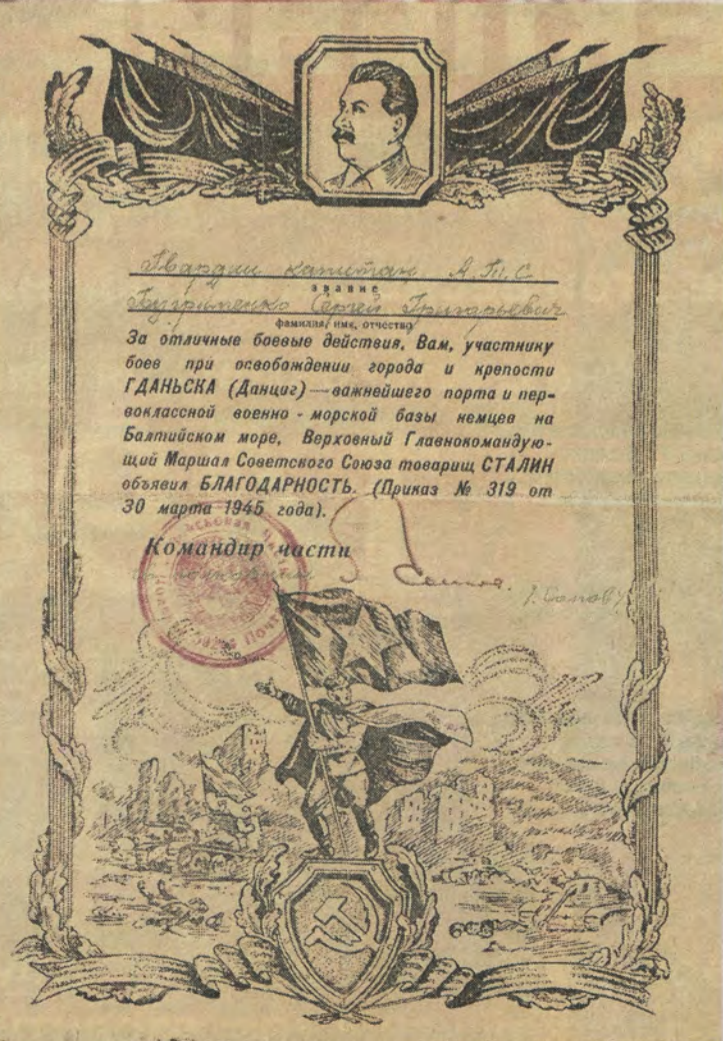 Гвардии капитан А.Т.С
звание
Бугрименко Сергей Григорьевич
фамилия, имя, отчество
За отличные боевые действия, Вам, участнику
боев при освобождении города и крепости
ГДАНЬСКА (Данциг)—важнейшего порта и пер-
воклассной военно - морской базы немцев на
Балтийском море, Верховный Главнокомандую-
щий Маршал Советского Союза товарищ СТАЛИН
объявил БЛАГОДАРНОСТЬ. (Приказ № 319 от
30 марта 1945 года).
Командир части